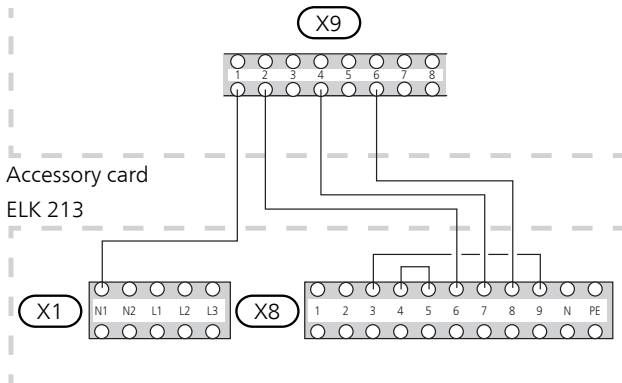 X9
1 2 3 4 5 6 7 8
Accessory card
ELK 213
X1 N1 N2 L1 L2 L3 X8 1 2 3 4 5 6 7 8 9 N PE